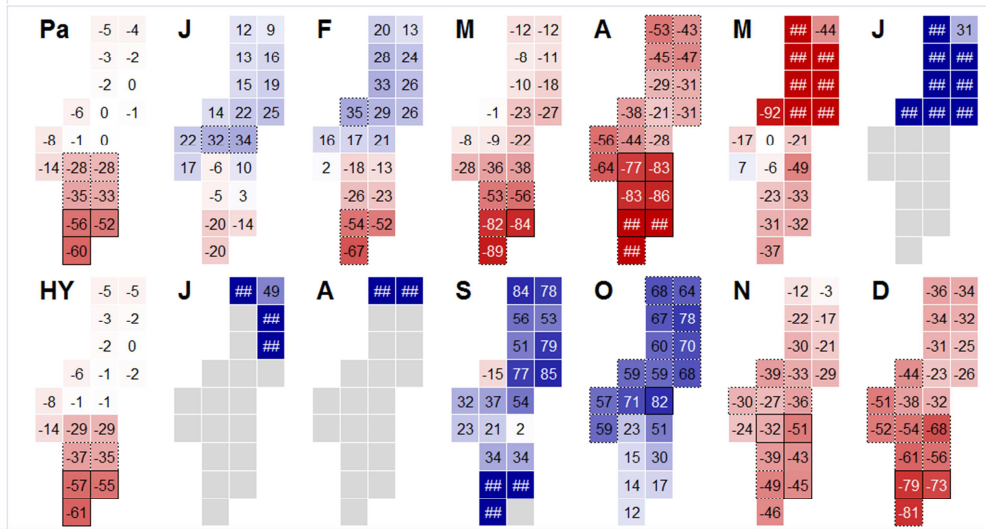 Pa -5 -4 J 12 9 F 20 13 M -12 -12 A -53 -43 M ## -44 J ## 31
-3 -2 13 16 28 24 -8 -11 -45 -47 ## ## ## ##
-2 0 15 19 33 26 -10 -18 -29 -31 ## ## ## ##
-6 0 -1 14 22 25 35 29 26 -1 -23 -27 -38 -21 -31 -92 ## ## ## ## ##
-8 -1 0 22 32 34 16 17 21 -8 -9 -22 -56 -44 -28 -17 0 -21
-14 -28 -28 17 -6 10 2 -18 -13 -28 -36 -38 -64 -77 -83 7 -6 -49
-35 -33 -5 3 -26 -23 -53 -56 -83 -86 -23 -33
-56 -52 -20 -14 -54 -52 -82 -84 ## ## -31 -32
-60 -20 -67 -89 ## -37
HY -5 -5 J ## 49 A ## ## S 84 78 O 68 64 N -12 -3 D -36 -34
-3 -2 ## 56 53 67 78 -22 -17 -34 -32
-2 0 ## 51 79 60 70 -30 -21 -31 -25
-6 -1 -2 -15 77 85 59 59 68 -39 -33 -29 -44 -23 -26
-8 -1 -1 32 37 54 57 71 82 -30 -27 -36 -51 -38 -32
-14 -29 -29 23 21 2 59 23 51 -24 -32 -51 -52 -54 -68
-37 -35 34 34 15 30 -39 -43 -61 -56
-57 -55 ## ## 14 17 -49 -45 -79 -73
-61 ## 12 -46 -81